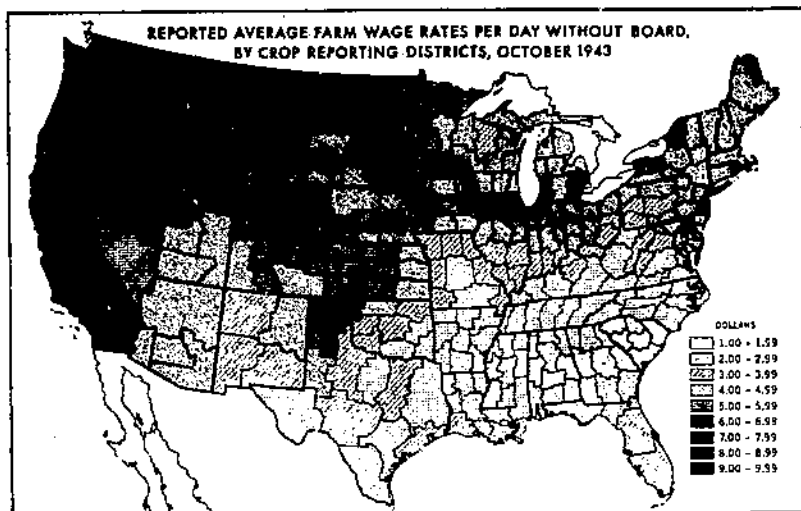 REPORTED AVERAGE FARM WAGE RATES PER DAY WITHOUT BOARD,
BY CROP REPORTING DISTRICTS, OCTOBER 1943
DOLLARS
1.00 - 1.99
2.00 - 2.99
3.00 - 3.99
4.00 - 4.99
5.00 - 5.99
6.00 - 6.99
7.00 - 7.99
8.00 - 8.99
9.00 - 9.99